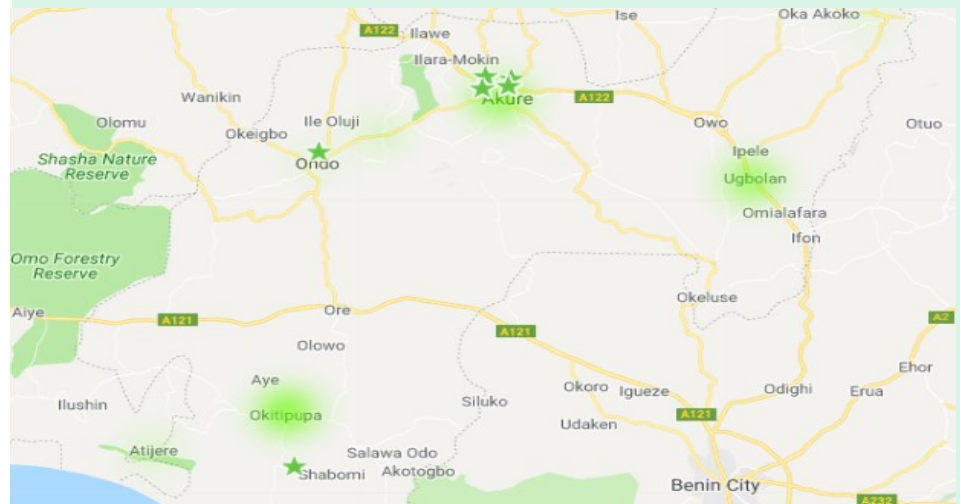 Ise
Oka Akoko
A122
Ilawe
Ilara-Mokin
Wanikin
Akure
A122
Olomu
Ile Oluji
Owo
Otuo
Okeigbo
Shasha Nature
Reserve
Ondo
Ipele
Ugbolan
Omialafara
Ifon
Omo Forestry
Reserve
Okeluse
Aiye
A121
Ore
A121
A2
Olowo
Ehor
Aye
Okoro
Igueze
Odighi
Erua
Ilushin
Okitipupa
Siluko
A121
Udaken
Atijere
Salawa Odo
Shabomi
Akotogbo
Benin City
A232